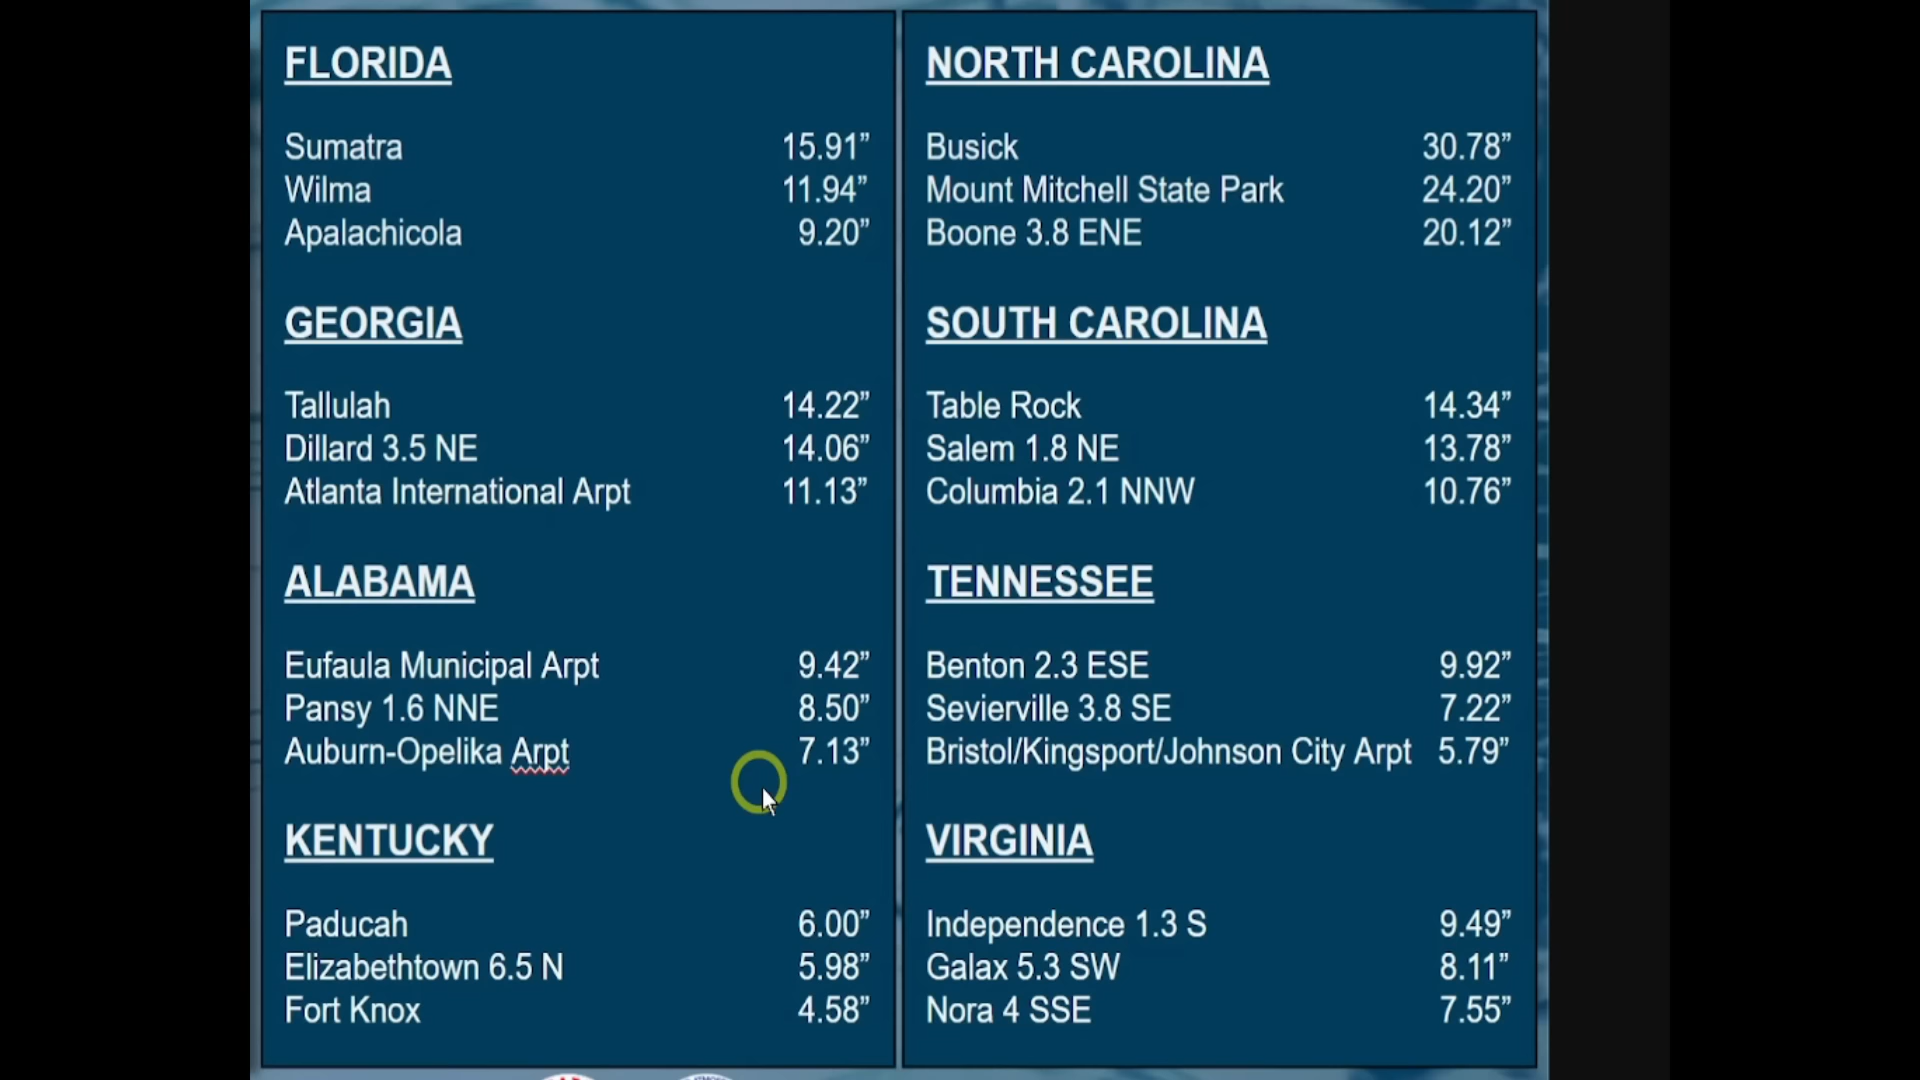 FLORIDA
Sumatra 15.91”
Wilma 11.94”
Apalachicola 9.20”
GEORGIA
Tallulah 14.22”
Dillard 3.5 NE 14.06”
Atlanta International Arpt 11.13”
ALABAMA
Eufaula Municipal Arpt 9.42”
Pansy 1.6 NNE 8.50”
Auburn-Opelika Arpt 7.13”
KENTUCKY
Paducah 6.00”
Elizabethtown 6.5 N 5.98”
Fort Knox 4.58”
NORTH CAROLINA
Busick 30.78”
Mount Mitchell State Park 24.20”
Boone 3.8 ENE 20.12”
SOUTH CAROLINA
Table Rock 14.34”
Salem 1.8 NE 13.78”
Columbia 2.1 NNW 10.76”
TENNESSEE
Benton 2.3 ESE 9.92”
Sevierville 3.8 SE 7.22”
Bristol/Kingsport/Johnson City Arpt 5.79”
VIRGINIA
Independence 1.3 S 9.49”
Galax 5.3 SW 8.11”
Nora 4 SSE 7.55”